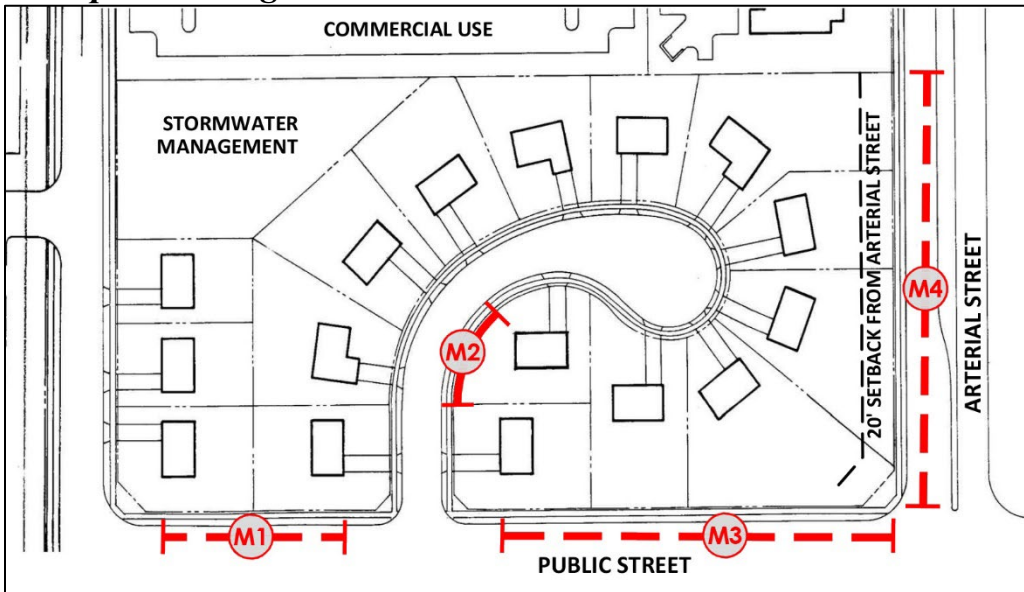 COMMERCIAL USE
STORMWATER
MANAGEMENT
20' SETBACK FROM ARTERIAL STREET
M4
ARTERIAL STREET
M2
M1
M3
PUBLIC STREET